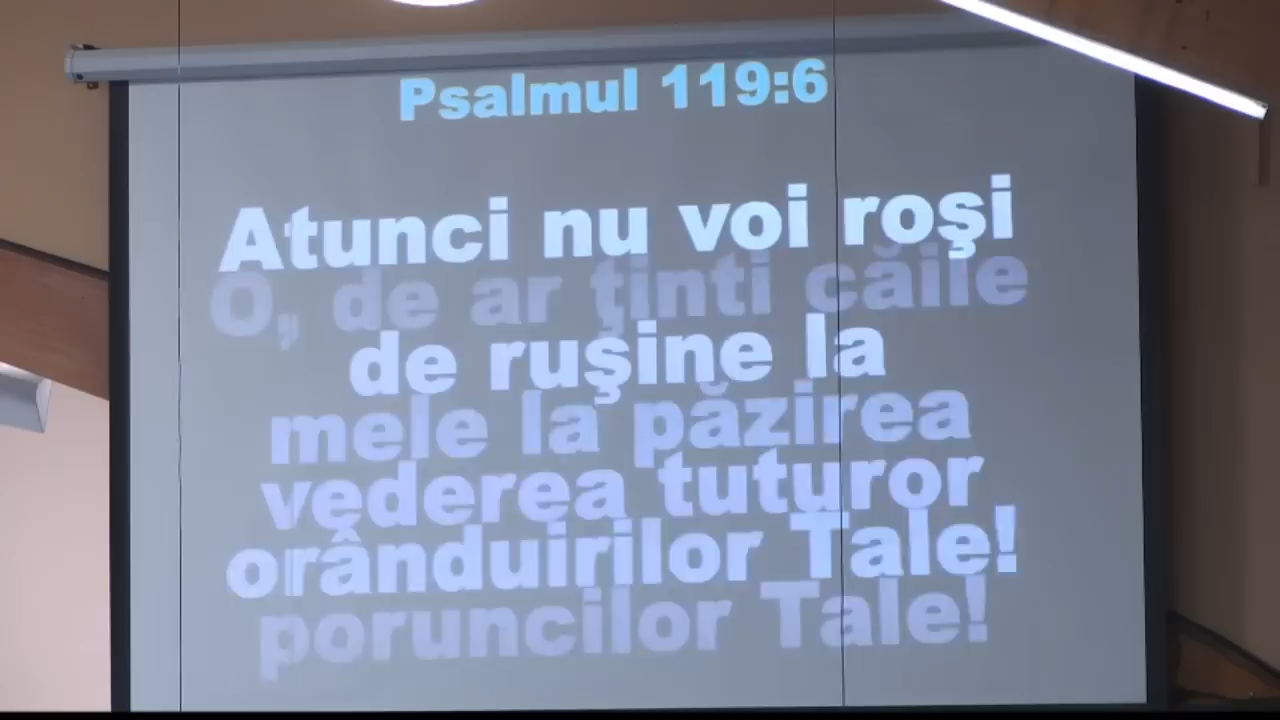 Psalmul 119:6
Atunci nu voi roşi
O, de ar ţinti căile
de ruşine la
mele la păzirea
vederea tuturor
orânduirilor Tale!
poruncilor Tale!